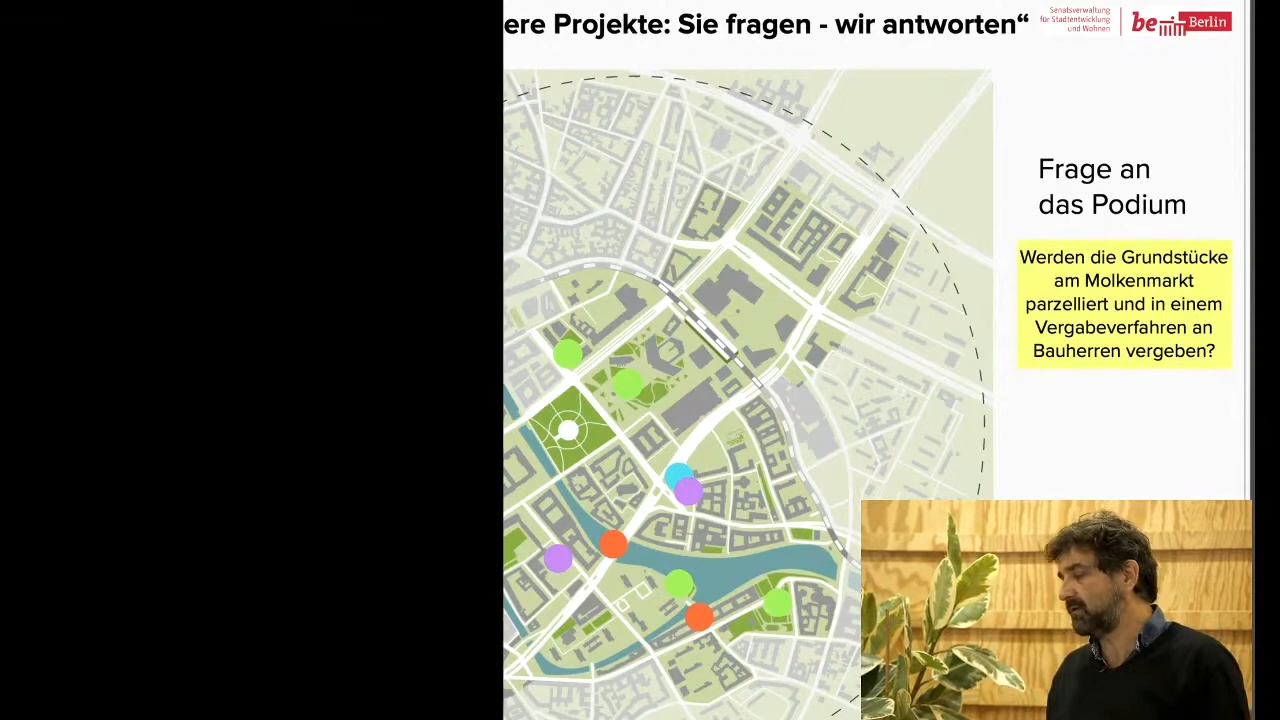 ere Projekte: Sie fragen - wir antworten“
Senatsverwaltung
für Stadtentwicklung
und Wohnen
be Berlin
Frage an
das Podium
Werden die Grundstücke
am Molkenmarkt
parzelliert und in einem
Vergabeverfahren an
Bauherren vergeben?